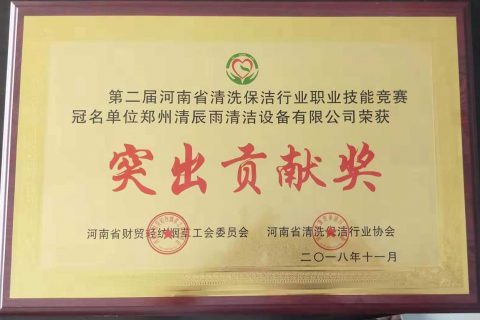 第二届河南省清洗保洁行业职业技能竞赛
冠名单位郑州清辰雨清洁设备有限公司荣获
突出贡献奖
河南省财贸轻纺烟草工会委员会 河南省清洗保洁行业协会
二〇一八年十一月